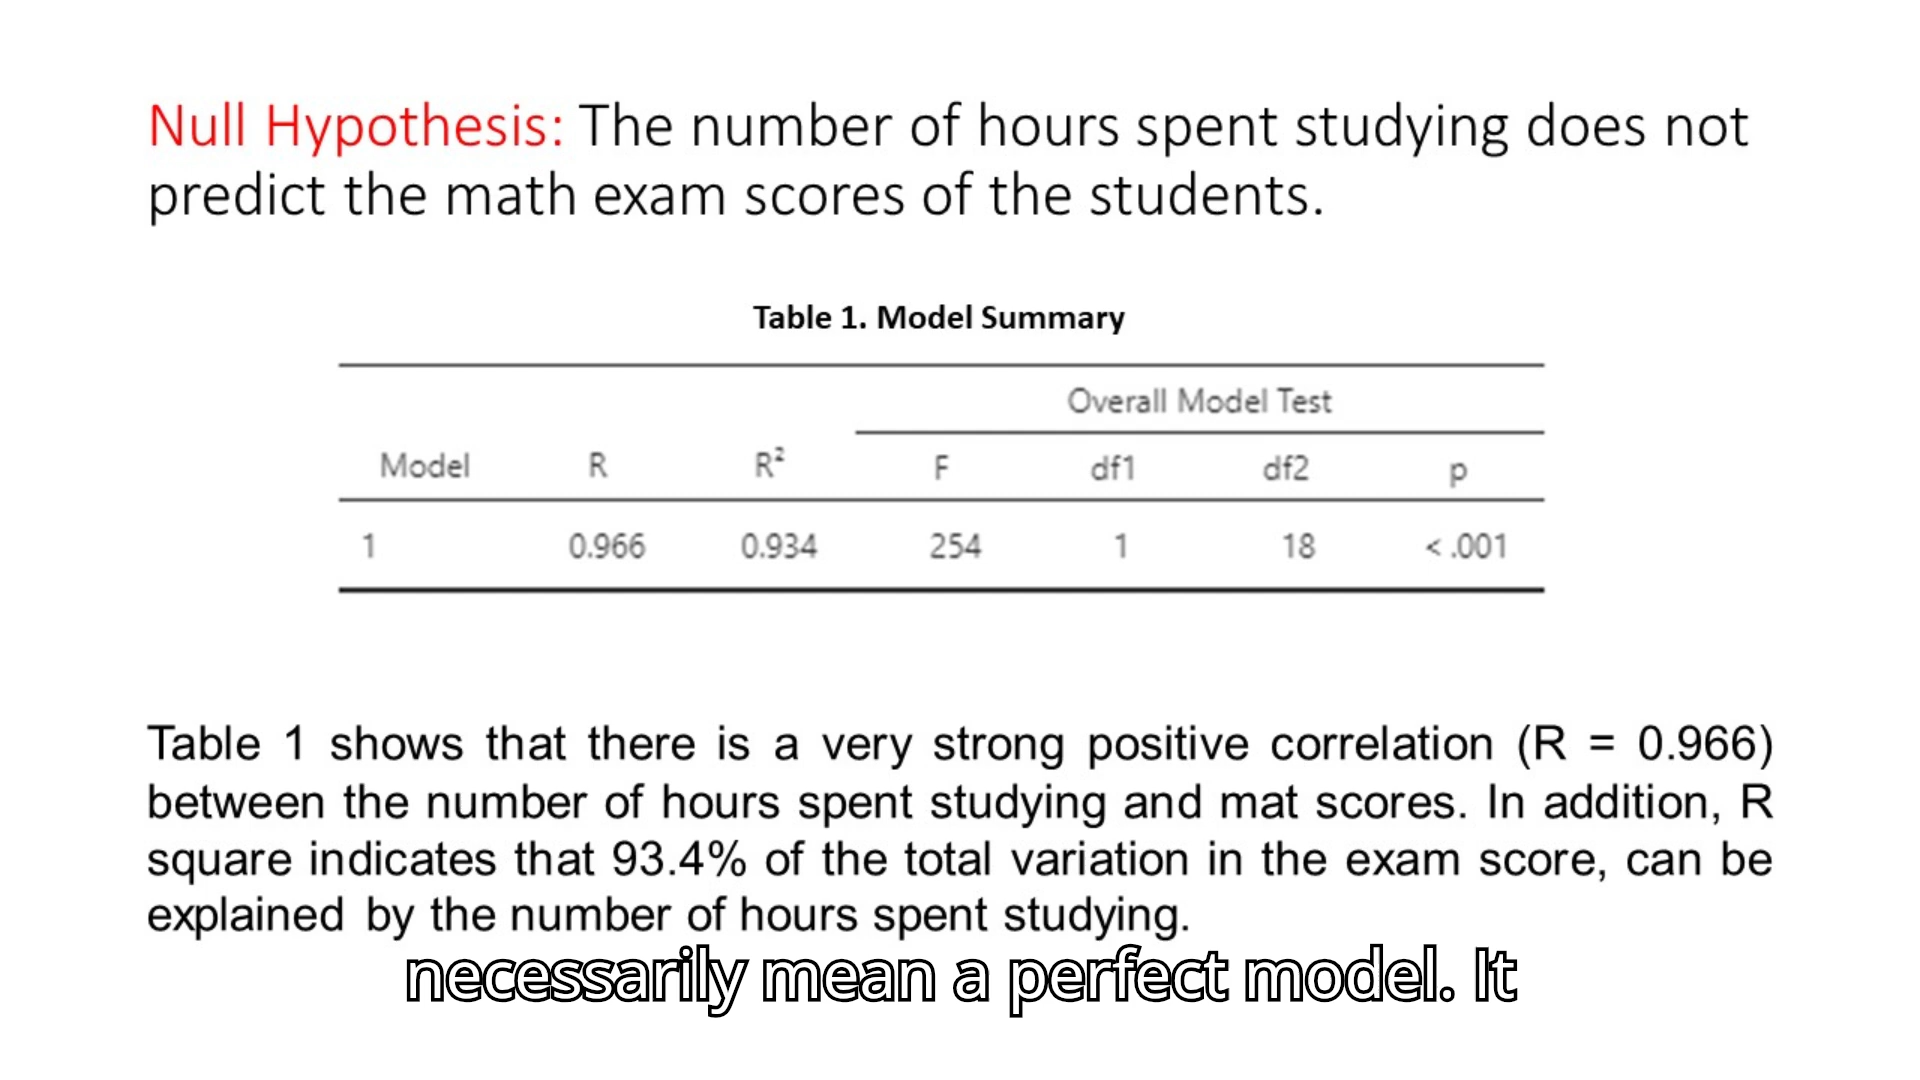 Null Hypothesis: The number of hours spent studying does not
predict the math exam scores of the students.
Table 1. Model Summary
Overall Model Test
Model R R² F df1 df2 p
1 0.966 0.934 254 1 18 < .001
Table 1 shows that there is a very strong positive correlation (R = 0.966)
between the number of hours spent studying and mat scores. In addition, R
square indicates that 93.4% of the total variation in the exam score, can be
explained by the number of hours spent studying.
necessarily mean a perfect model. It